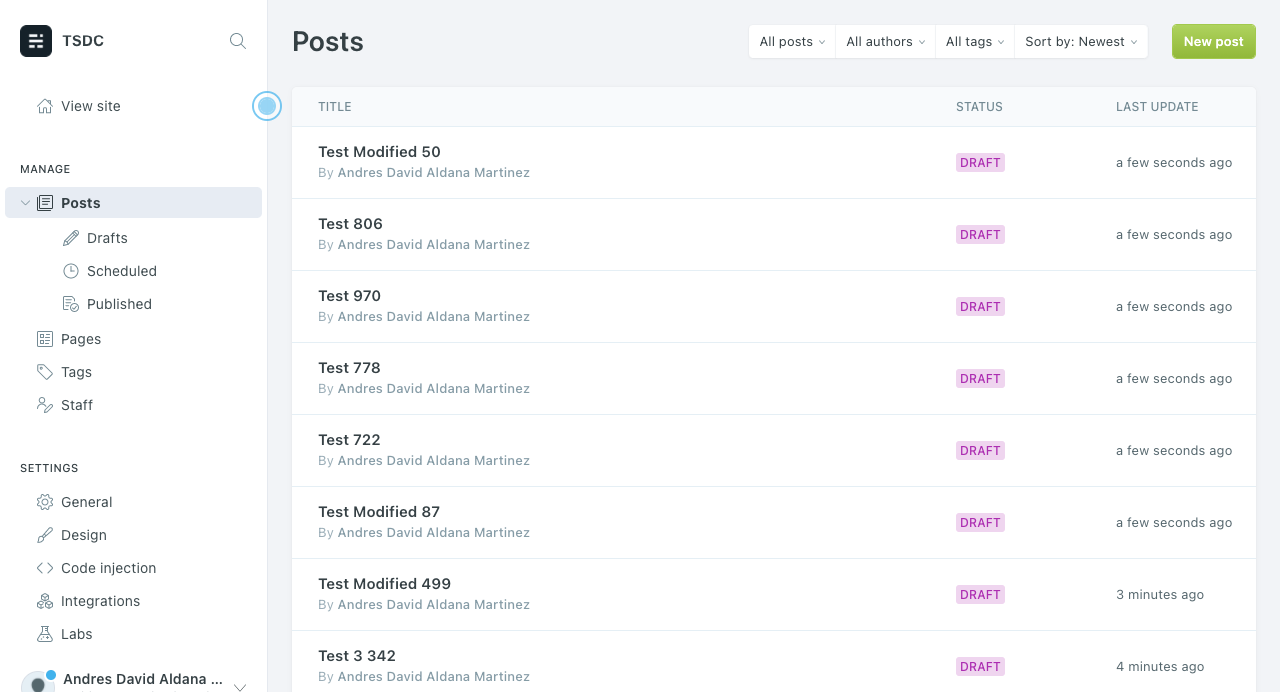 TSDC
View site
MANAGE
Posts
Drafts
Scheduled
Published
Pages
Tags
Staff
SETTINGS
General
Design
Code injection
Integrations
Labs
Andres David Aldana ...
Posts
All posts
All authors
All tags
Sort by: Newest
New post
TITLE STATUS LAST UPDATE
Test Modified 50
By Andres David Aldana Martinez
DRAFT
a few seconds ago
Test 806
By Andres David Aldana Martinez
DRAFT
a few seconds ago
Test 970
By Andres David Aldana Martinez
DRAFT
a few seconds ago
Test 778
By Andres David Aldana Martinez
DRAFT
a few seconds ago
Test 722
By Andres David Aldana Martinez
DRAFT
a few seconds ago
Test Modified 87
By Andres David Aldana Martinez
DRAFT
a few seconds ago
Test Modified 499
By Andres David Aldana Martinez
DRAFT
3 minutes ago
Test 3 342
By Andres David Aldana Martinez
DRAFT
4 minutes ago